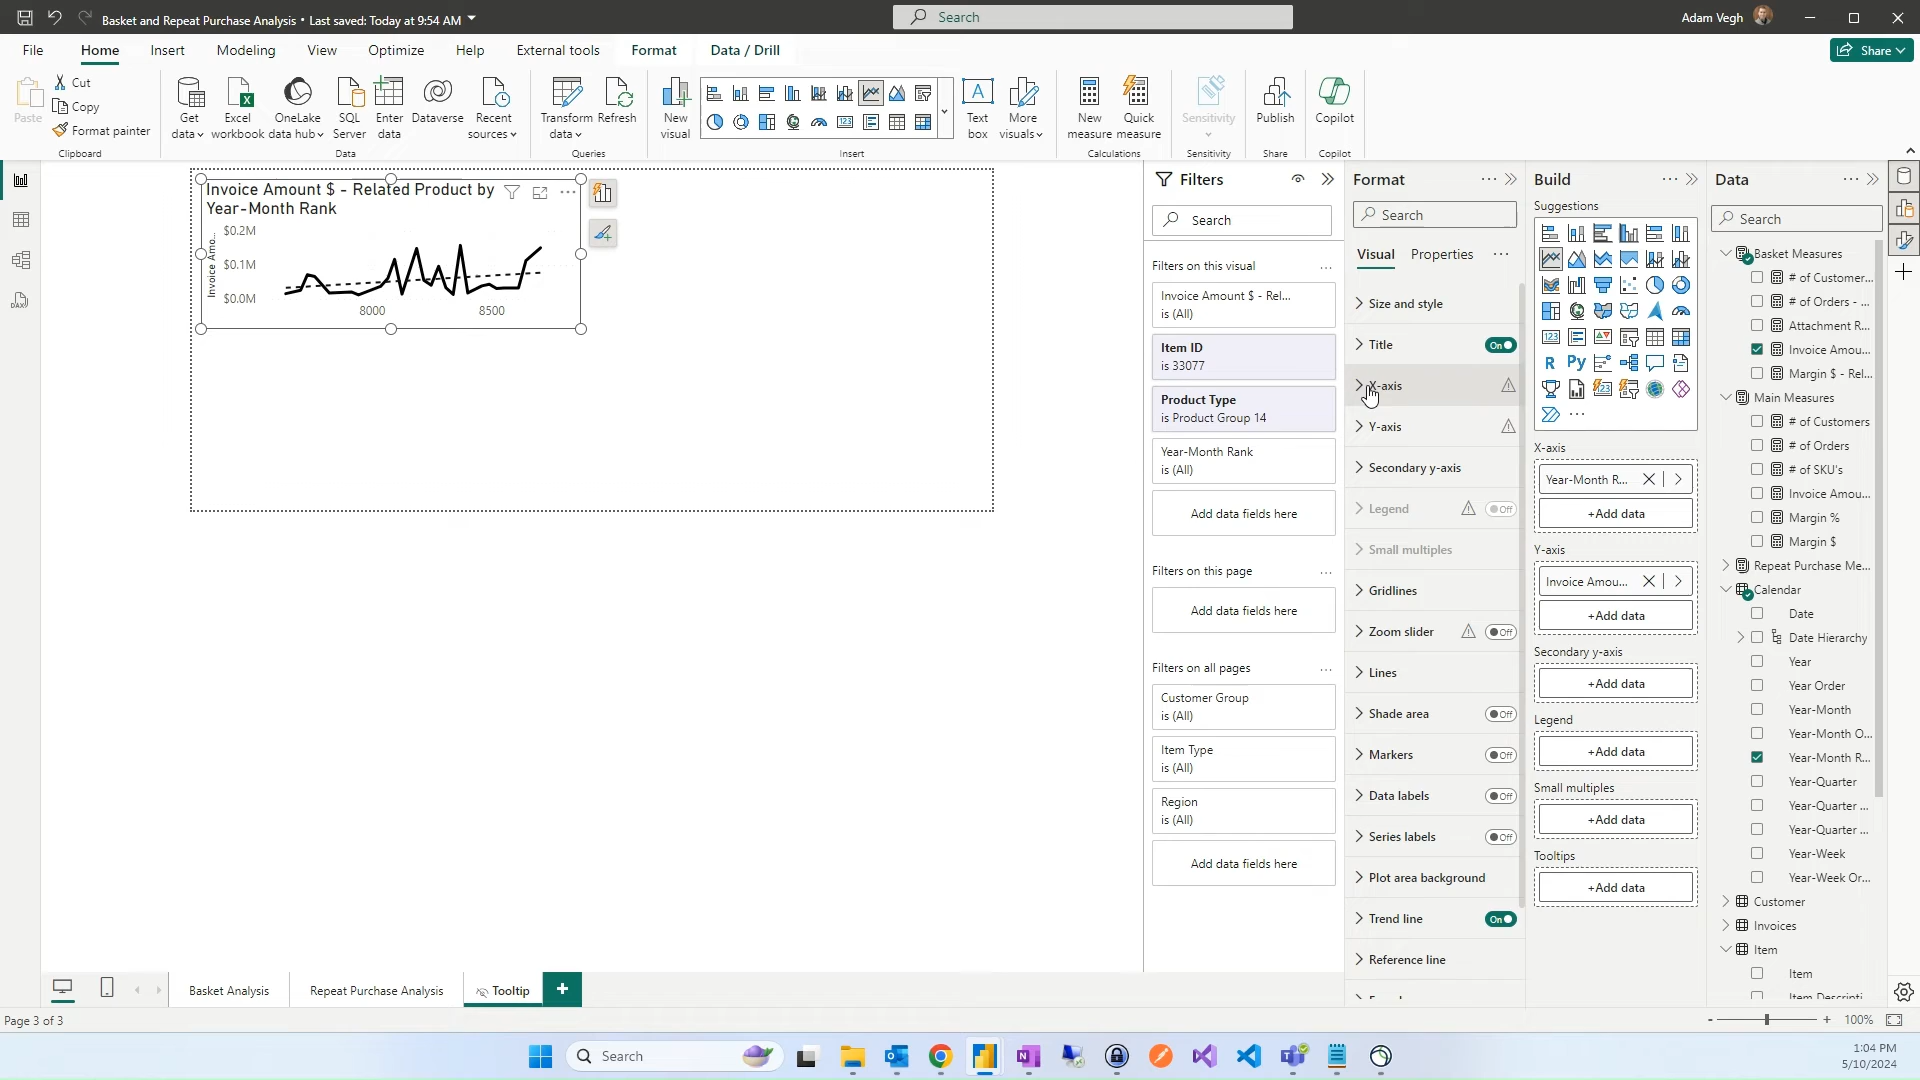 Basket and Repeat Purchase Analysis • Last saved: Today at 9:54 AM
Search
Adam Vegh
File
Home
Insert
Modeling
View
Optimize
Help
External tools
Format
Data / Drill
Share
Paste
Cut
Copy
Format painter
Clipboard
Get data
Excel workbook
OneLake data hub
SQL Server
Enter data
Dataverse
Recent sources
Data
Transform data
Refresh
Queries
New visual
Insert
Text box
More visuals
New measure
Quick measure
Calculations
Sensitivity
Sensitivity
Publish
Share
Copilot
Copilot
Invoice Amount $ - Related Product by
Year-Month Rank
Invoice Amo...
$0.2M
$0.1M
$0.0M
8000
8500
Filters
Search
Filters on this visual
Invoice Amount $ - Rel...
is (All)
Item ID
is 33077
Product Type
is Product Group 14
Year-Month Rank
is (All)
Add data fields here
Filters on this page
Add data fields here
Filters on all pages
Customer Group
is (All)
Item Type
is (All)
Region
is (All)
Add data fields here
Format
Search
Visual
Properties
Size and style
Title
On
X-axis
Y-axis
Secondary y-axis
Legend
Off
Small multiples
Gridlines
Zoom slider
Off
Lines
Shade area
Off
Markers
Off
Data labels
Off
Series labels
Off
Plot area background
Trend line
On
Reference line
Build
Suggestions
R
Py
X-axis
Year-Month R...
+Add data
Y-axis
Invoice Amou...
+Add data
Secondary y-axis
+Add data
Legend
+Add data
Small multiples
+Add data
Tooltips
+Add data
Data
Search
Basket Measures
# of Customer...
# of Orders - ...
Attachment R...
Invoice Amou...
Margin $ - Rel...
Main Measures
# of Customers
# of Orders
# of SKU's
Invoice Amou...
Margin %
Margin $
Repeat Purchase Me...
Calendar
Date
Date Hierarchy
Year
Year Order
Year-Month
Year-Month O...
Year-Month R...
Year-Quarter
Year-Quarter ...
Year-Quarter ...
Year-Week
Year-Week Or...
Customer
Invoices
Item
Item
Item Descripti...
Basket Analysis
Repeat Purchase Analysis
Tooltip
Page 3 of 3
100%
Search
1:04 PM
5/10/2024